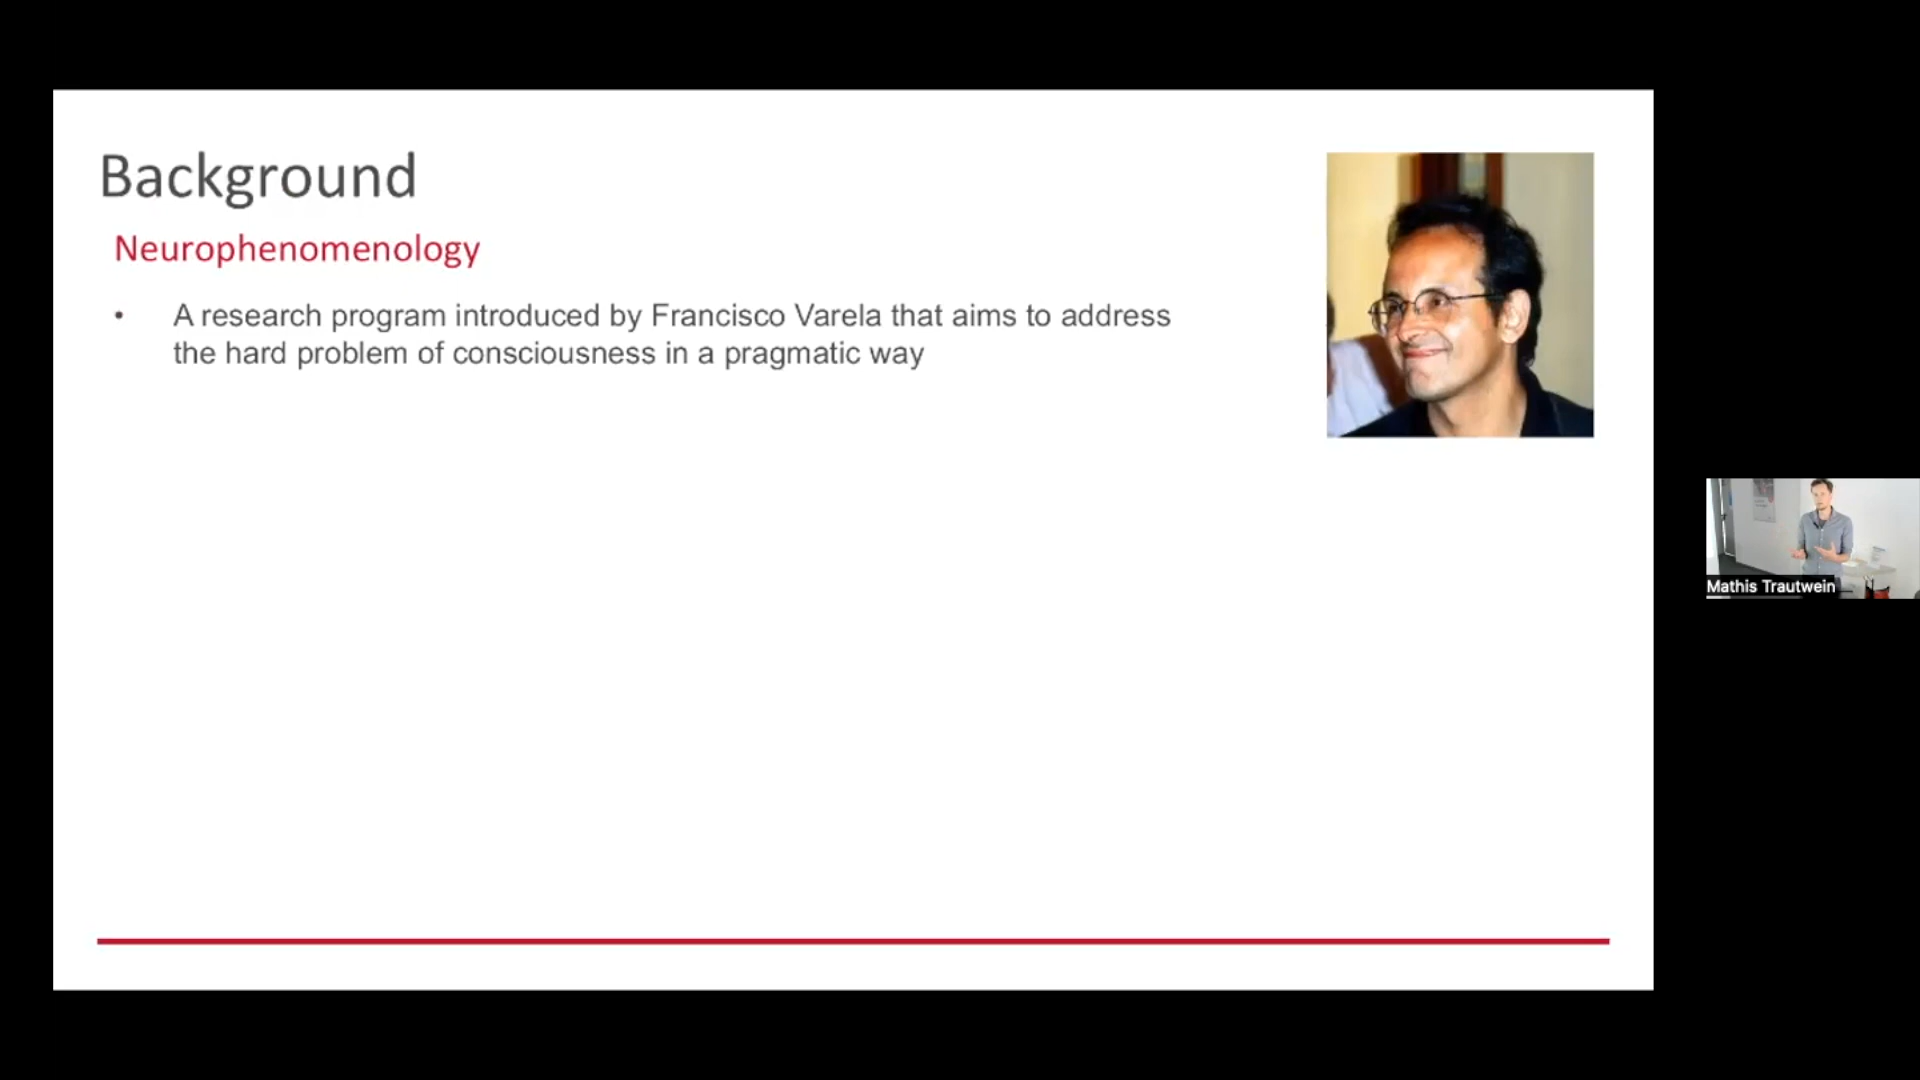 Background
Neurophenomenology
• A research program introduced by Francisco Varela that aims to address
the hard problem of consciousness in a pragmatic way
Mathis Trautwein